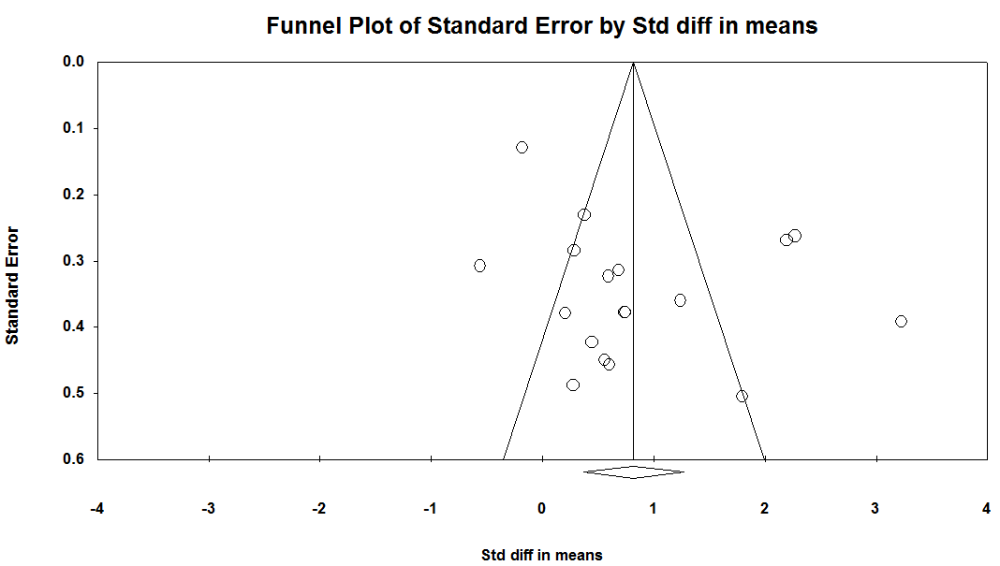 Funnel Plot of Standard Error by Std diff in means
0.0
0.1
0.2
0.3
0.4
0.5
0.6
Standard Error
-4 -3 -2 -1 0 1 2 3 4
Std diff in means